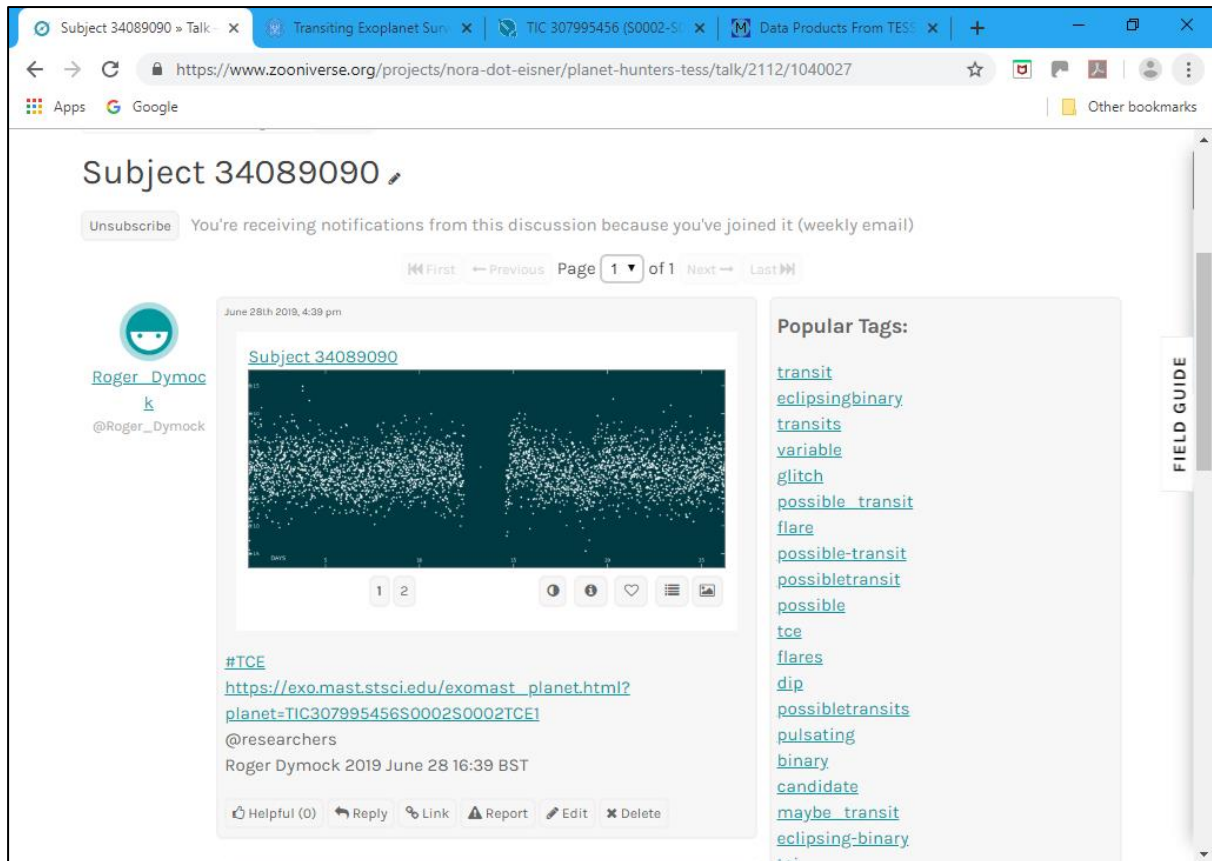 Subject 34089090 » Talk
Transiting Exoplanet Surv
TIC 307995456 (S0002-S
Data Products From TESS
https://www.zooniverse.org/projects/nora-dot-eisner/planet-hunters-tess/talk/2112/1040027
Apps
Google
Other bookmarks
Subject 34089090
Unsubscribe
You're receiving notifications from this discussion because you've joined it (weekly email)
First
Previous
Page
1
of 1
Next
Last
Roger_Dymoc
k
@Roger_Dymock
June 28th 2019, 4:39 pm
Subject 34089090
DAYS
5
10
15
20
25
1 2
#TCE
https://exo.mast.stsci.edu/exomast_planet.html?
planet=TIC307995456S0002S0002TCE1
@researchers
Roger Dymock 2019 June 28 16:39 BST
Helpful (0)
Reply
Link
Report
Edit
Delete
Popular Tags:
transit
eclipsingbinary
transits
variable
glitch
possible_transit
flare
possible-transit
possibletransit
possible
tce
flares
dip
possibletransits
pulsating
binary
candidate
maybe_transit
eclipsing-binary
FIELD GUIDE